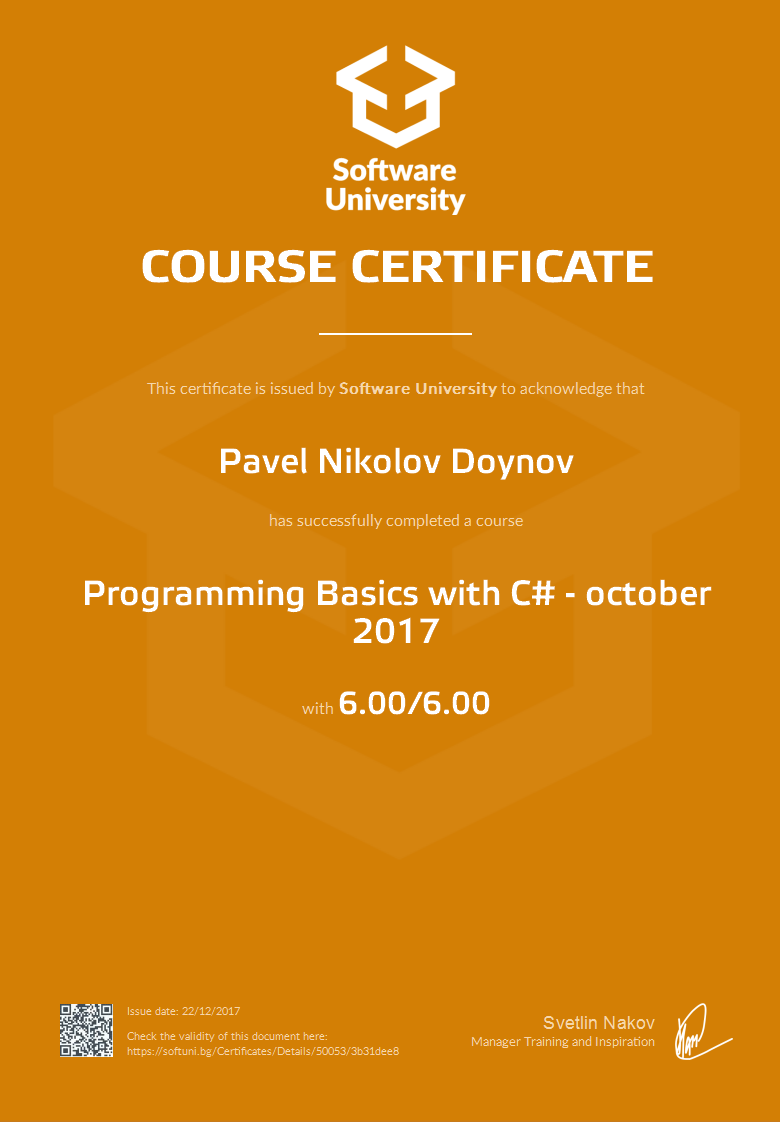 Software
University
COURSE CERTIFICATE
This certificate is issued by Software University to acknowledge that
Pavel Nikolov Doynov
has successfully completed a course
Programming Basics with C# - october
2017
with 6.00/6.00
Issue date: 22/12/2017
Check the validity of this document here:
https://softuni.bg/Certificates/Details/50053/3b31dee8
Svetlin Nakov
Manager Training and Inspiration